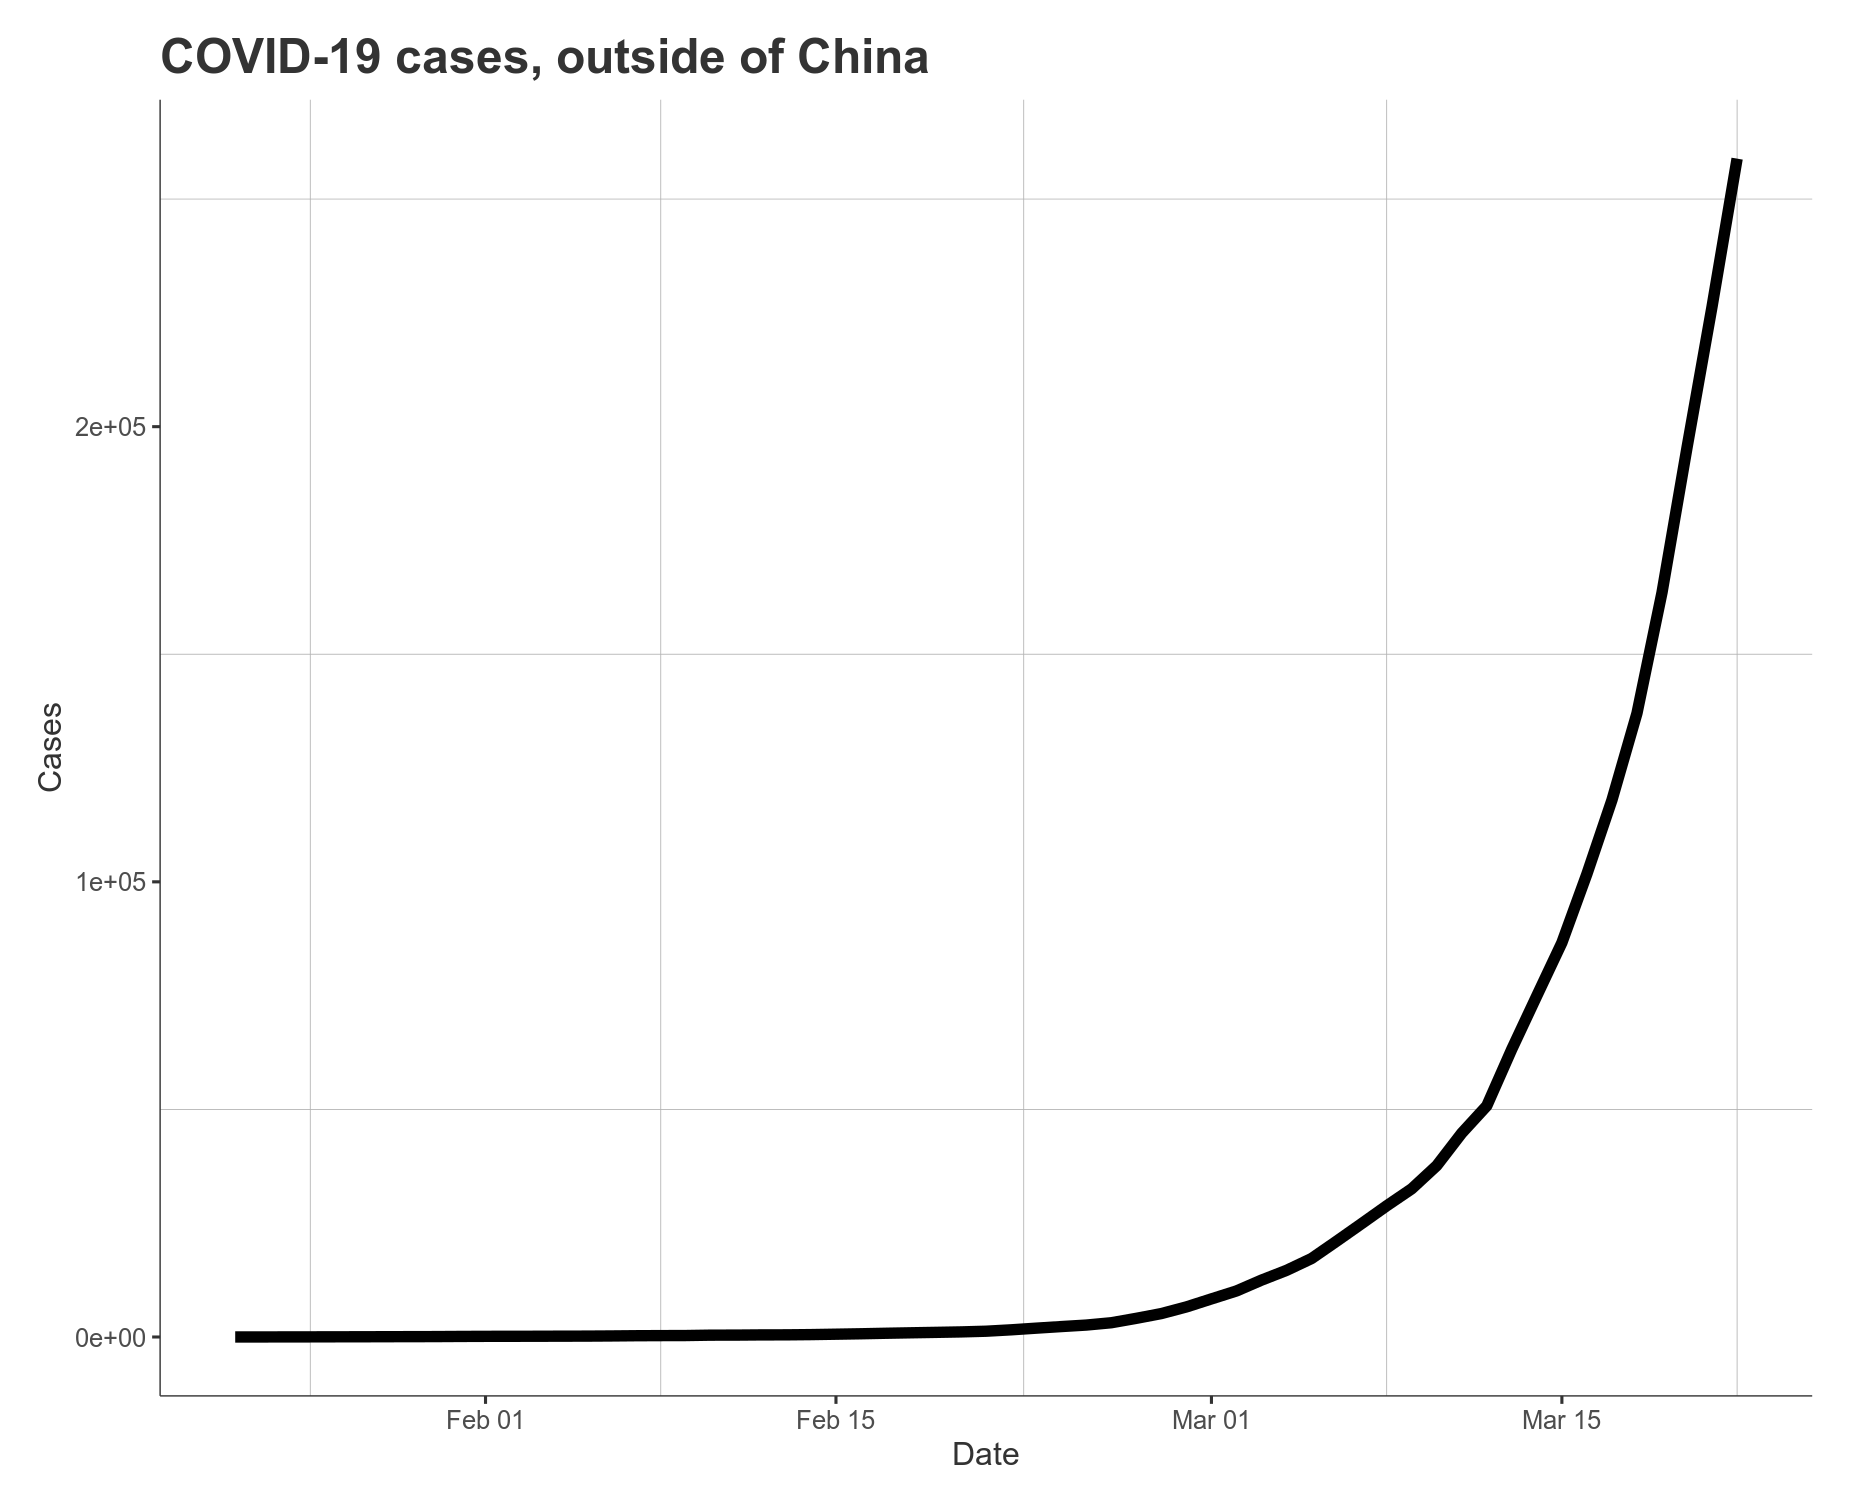 COVID-19 cases, outside of China
Cases
2e+05
1e+05
0e+00
Feb 01
Feb 15
Mar 01
Mar 15
Date